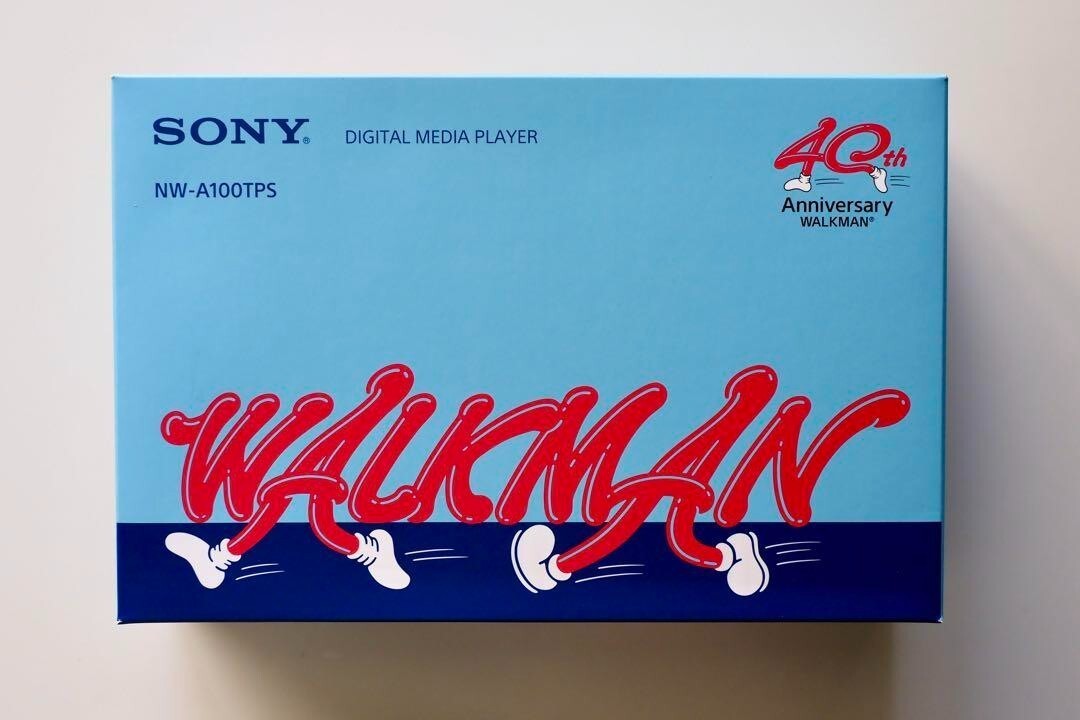 SONY® DIGITAL MEDIA PLAYER
NW-A100TPS
40th
Anniversary
WALKMAN®
WALKMAN